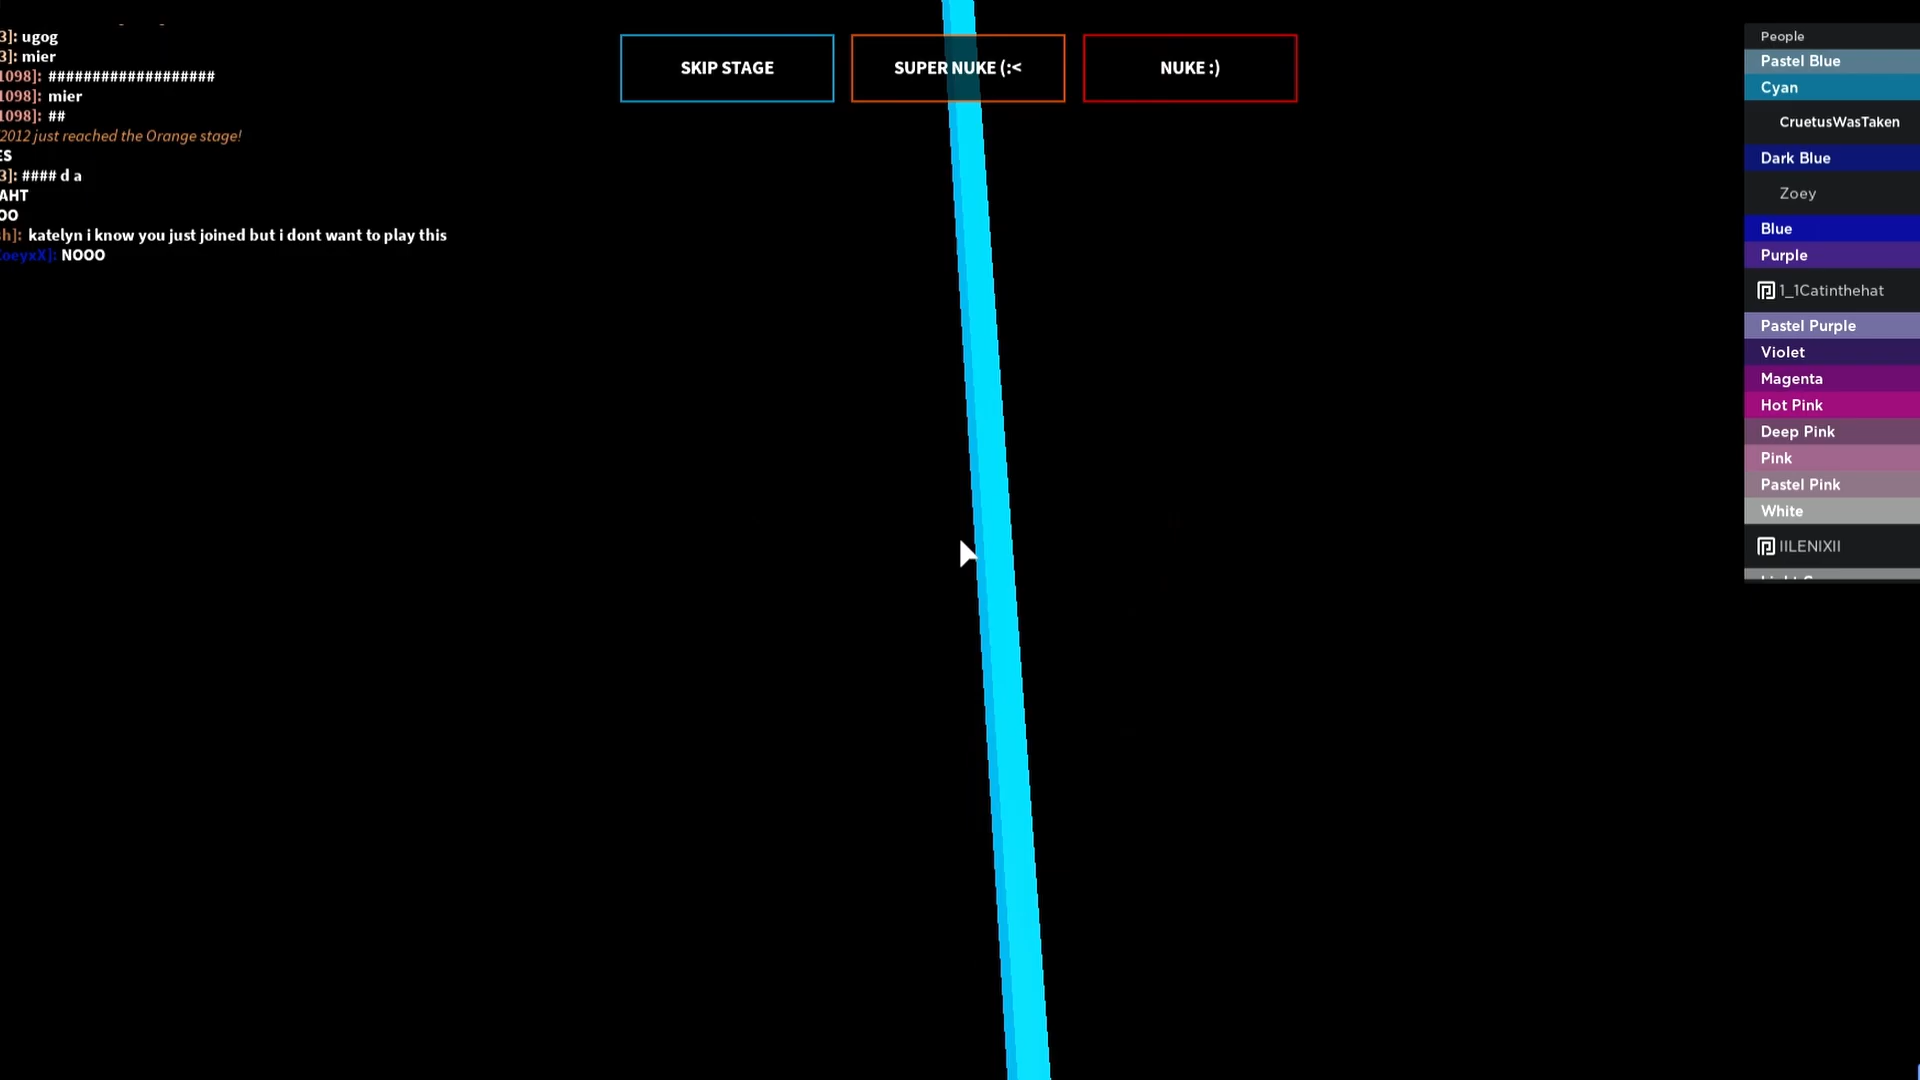 3]: ugog
3]: mier
1098]: ###################
1098]: mier
1098]: ##
2012 just reached the Orange stage!
ES
3]: #### d a
AHT
OO
sh]: katelyn i know you just joined but i dont want to play this
oeyxX]: NOOO
SKIP STAGE
SUPER NUKE (:<
NUKE :)
People
Pastel Blue
Cyan
CruetusWasTaken
Dark Blue
Zoey
Blue
Purple
1_1Catinthehat
Pastel Purple
Violet
Magenta
Hot Pink
Deep Pink
Pink
Pastel Pink
White
IILENIXII